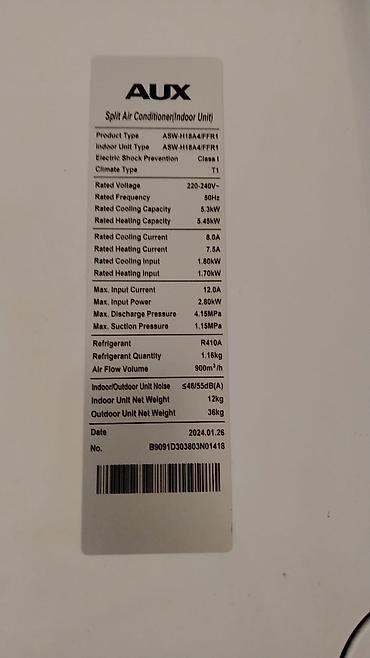 AUX
Split Air Conditioner(Indoor Unit)
Product Type ASW-H18A4/FFR1
Indoor Unit Type ASW-H18A4/FFR1
Electric Shock Prevention Class I
Climate Type T1
Rated Voltage 220-240V~
Rated Frequency 50Hz
Rated Cooling Capacity 5.3kW
Rated Heating Capacity 5.45kW
Rated Cooling Current 8.0A
Rated Heating Current 7.5A
Rated Cooling Input 1.80kW
Rated Heating Input 1.70kW
Max. Input Current 12.0A
Max. Input Power 2.80kW
Max. Discharge Pressure 4.15MPa
Max. Suction Pressure 1.15MPa
Refrigerant R410A
Refrigerant Quantity 1.16kg
Air Flow Volume 900m³/h
Indoor/Outdoor Unit Noise ≤46/55dB(A)
Indoor Unit Net Weight 12kg
Outdoor Unit Net Weight 36kg
Date 2024.01.26
No. B9091D303803N01418